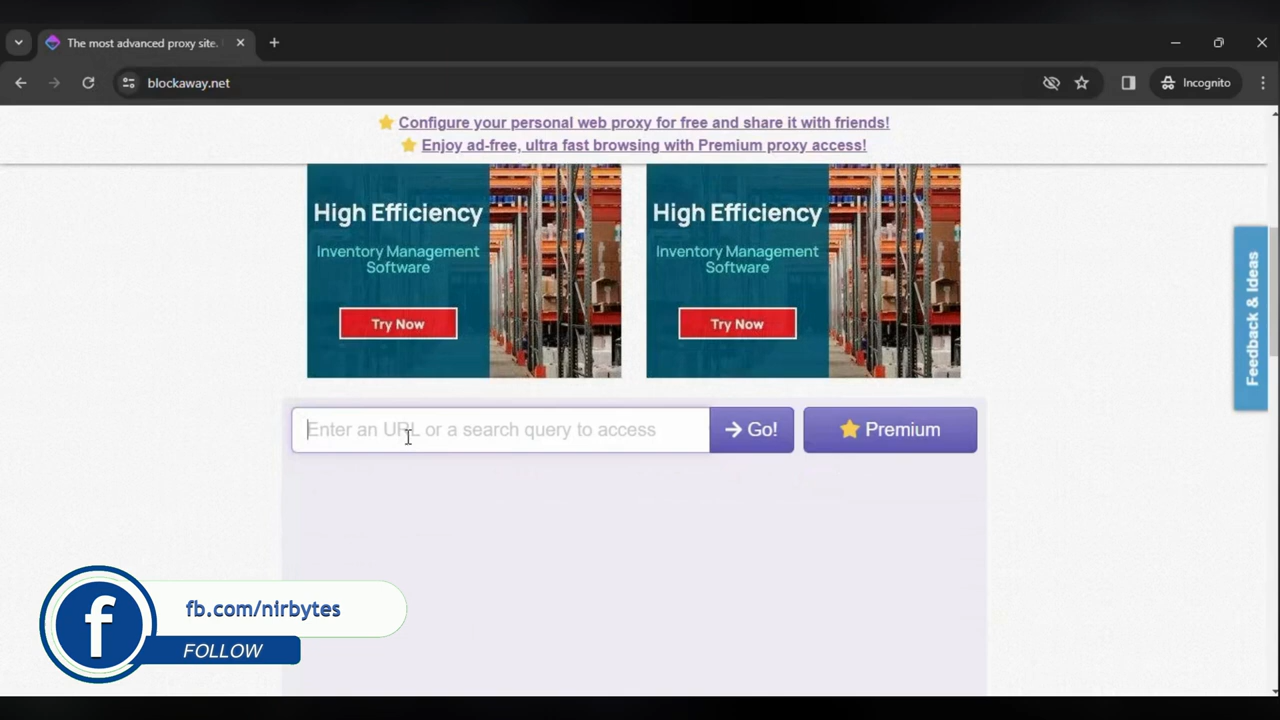 The most advanced proxy site.
blockaway.net
Incognito
Configure your personal web proxy for free and share it with friends!
Enjoy ad-free, ultra fast browsing with Premium proxy access!
High Efficiency
Inventory Management
Software
Try Now
High Efficiency
Inventory Management
Software
Try Now
Feedback & Ideas
Enter an URL or a search query to access
Go!
Premium
f
fb.com/nirbytes
FOLLOW